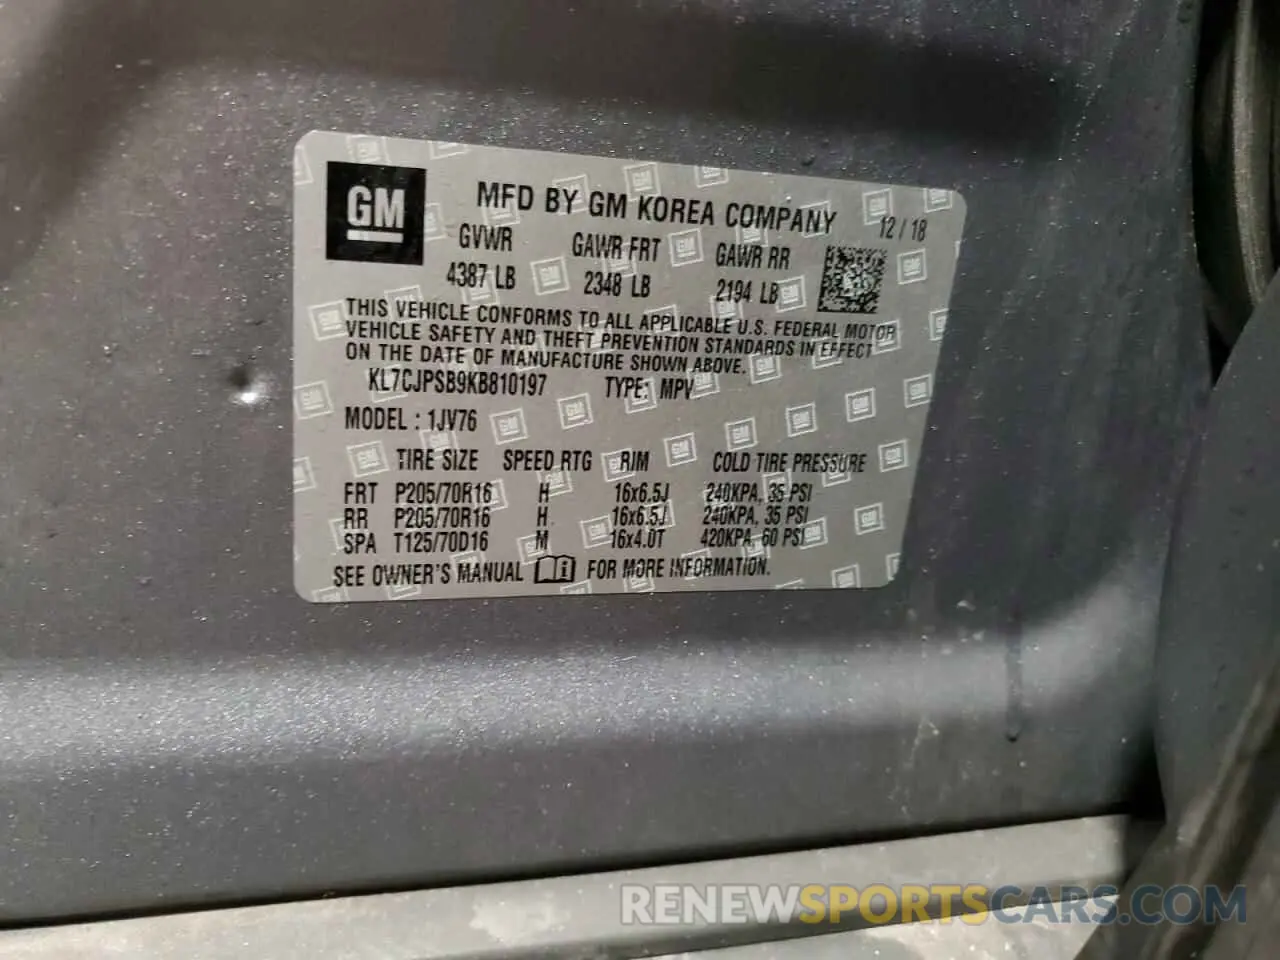 GM
MFD BY GM KOREA COMPANY 12 / 18
GVWR GAWR FRT GAWR RR
4387 LB 2348 LB 2194 LB
THIS VEHICLE CONFORMS TO ALL APPLICABLE U.S. FEDERAL MOTOR
VEHICLE SAFETY AND THEFT PREVENTION STANDARDS IN EFFECT
ON THE DATE OF MANUFACTURE SHOWN ABOVE.
KL7CJPSB9KB810197 TYPE: MPV
MODEL : 1JV76
TIRE SIZE SPEED RTG RIM COLD TIRE PRESSURE
FRT P205/70R16 H 16x6.5J 240KPA, 35 PSI
RR P205/70R16 H 16x6.5J 240KPA, 35 PSI
SPA T125/70D16 M 16x4.0T 420KPA, 60 PSI
SEE OWNER'S MANUAL i FOR MORE INFORMATION.
RENEWSPORTSCARS.COM